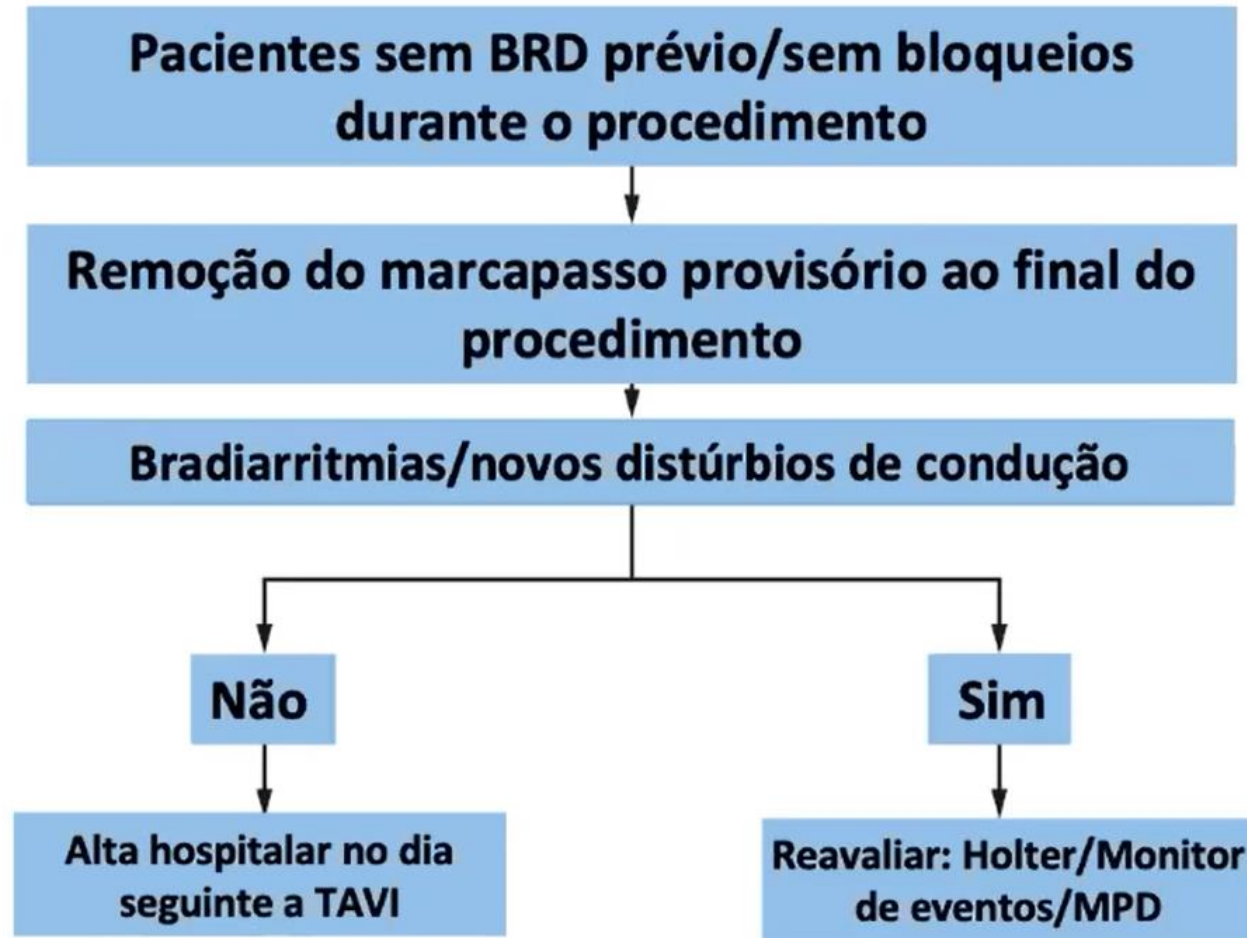 Pacientes sem BRD prévio/sem bloqueios
durante o procedimento
Remoção do marcapasso provisório ao final do
procedimento
Bradiarritmias/novos distúrbios de condução
Não
Sim
Alta hospitalar no dia
seguinte a TAVI
Reavaliar: Holter/Monitor
de eventos/MPD